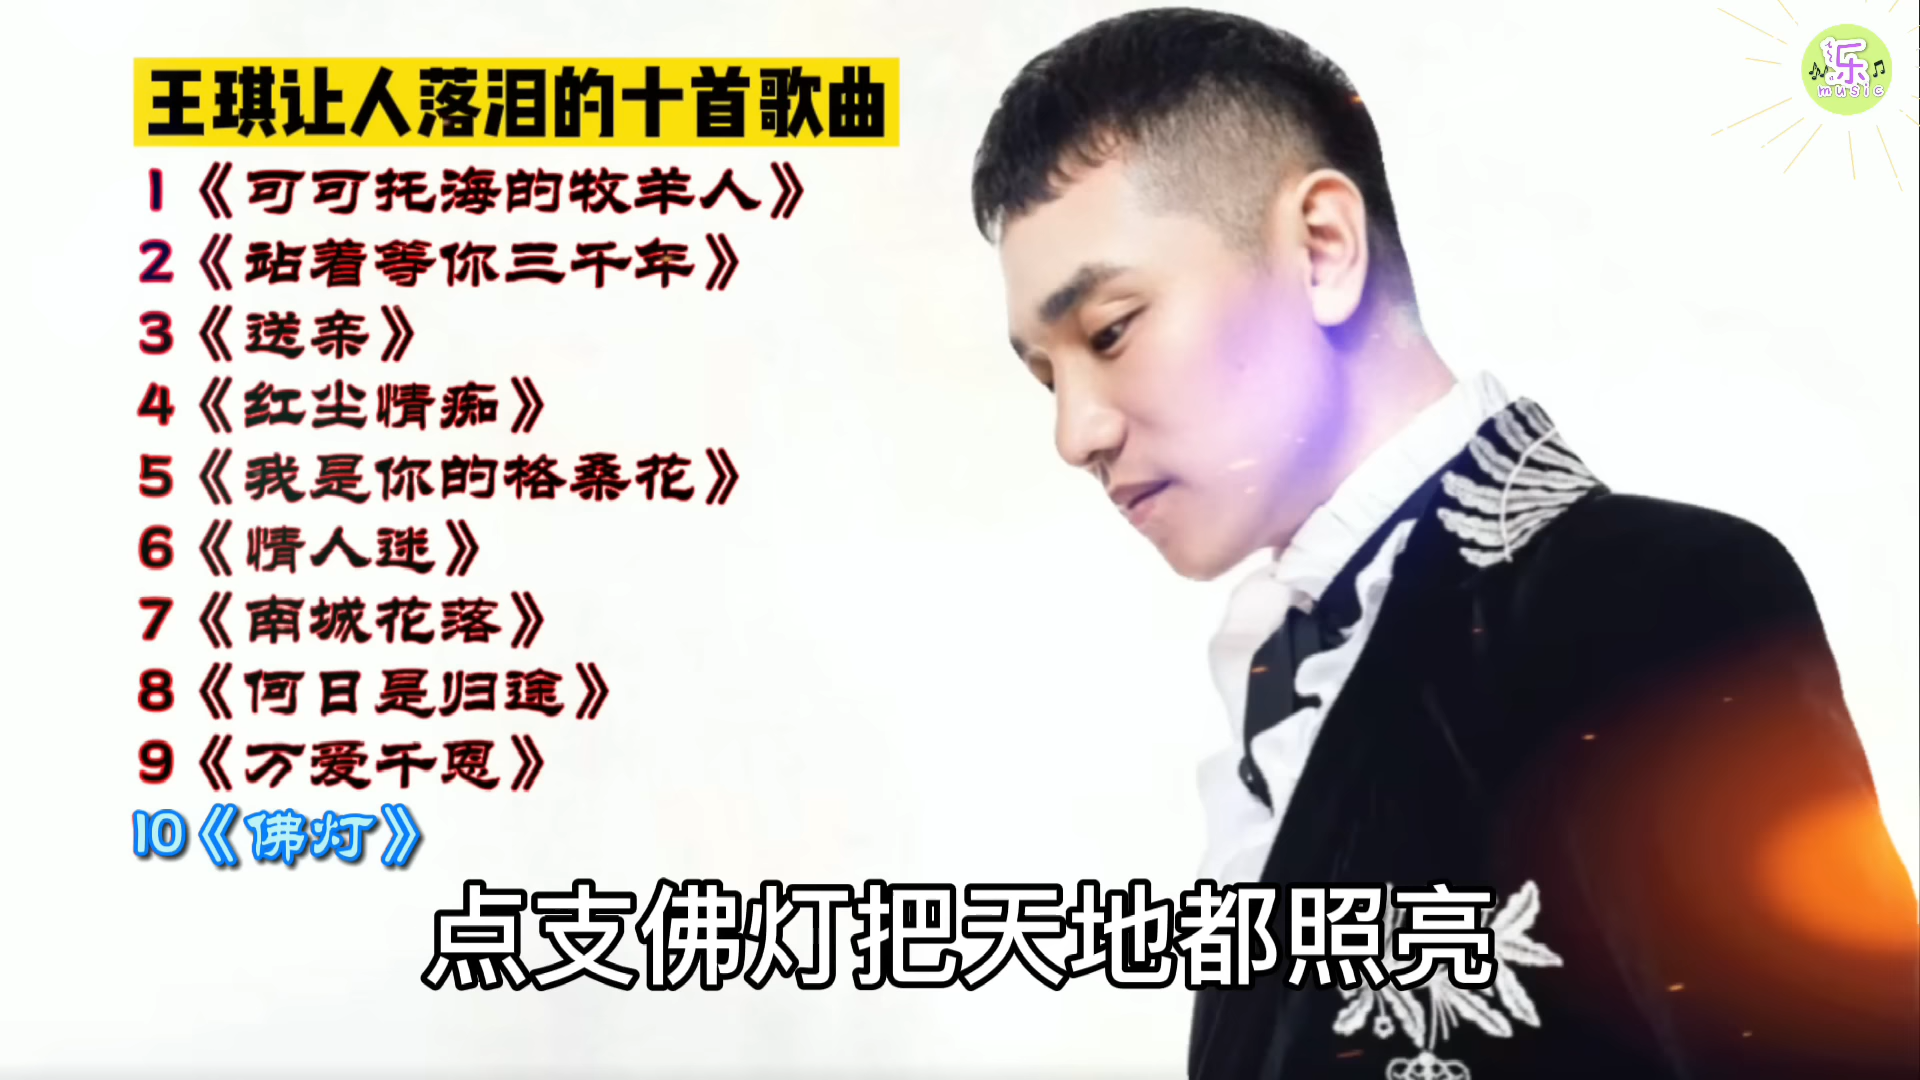 王琪让人落泪的十首歌曲
1《可可托海的牧羊人》
2《站着等你三千年》
3《送亲》
4《红尘情痴》
5《我是你的格桑花》
6《情人迷》
7《南城花落》
8《何日是归途》
9《万爱千恩》
10《佛灯》
点支佛灯把天地都照亮
乐
music